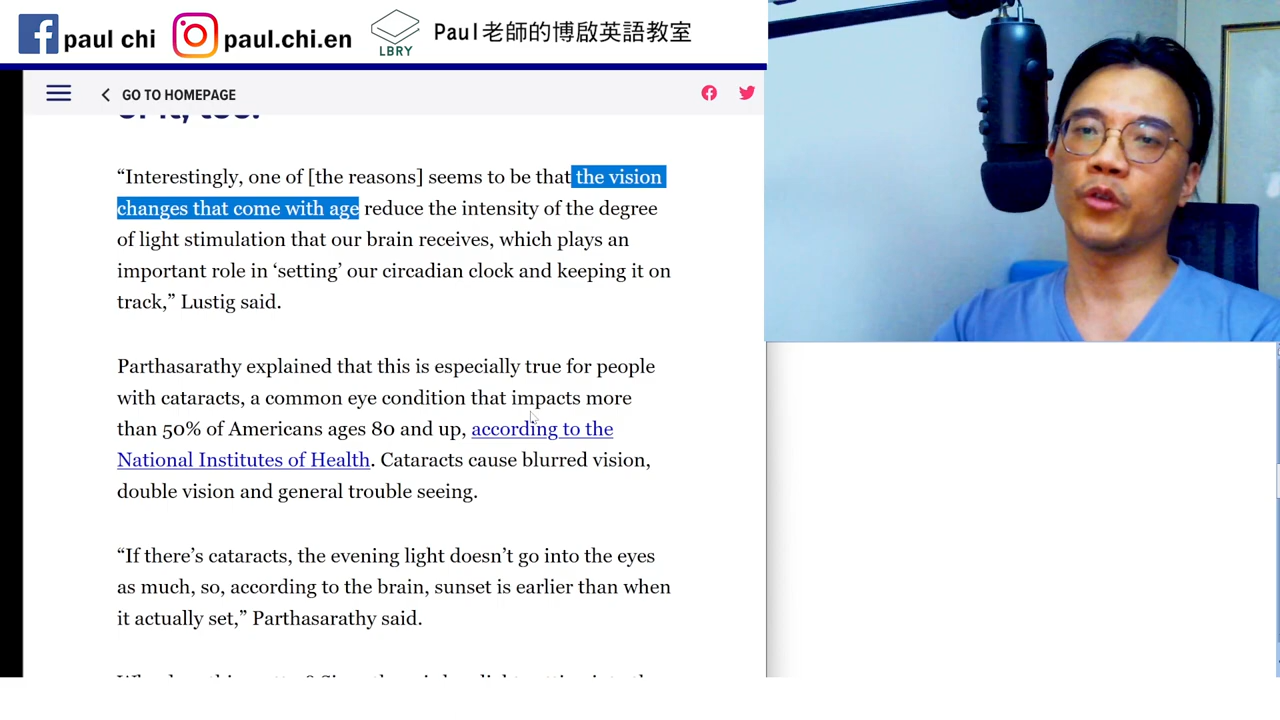 paul chi
paul.chi.en
LBRY
Paul老師的博啟英語教室
GO TO HOMEPAGE
of it, too.
“Interestingly, one of [the reasons] seems to be that the vision
changes that come with age reduce the intensity of the degree
of light stimulation that our brain receives, which plays an
important role in ‘setting’ our circadian clock and keeping it on
track,” Lustig said.
Parthasarathy explained that this is especially true for people
with cataracts, a common eye condition that impacts more
than 50% of Americans ages 80 and up, according to the
National Institutes of Health. Cataracts cause blurred vision,
double vision and general trouble seeing.
“If there’s cataracts, the evening light doesn’t go into the eyes
as much, so, according to the brain, sunset is earlier than when
it actually set,” Parthasarathy said.